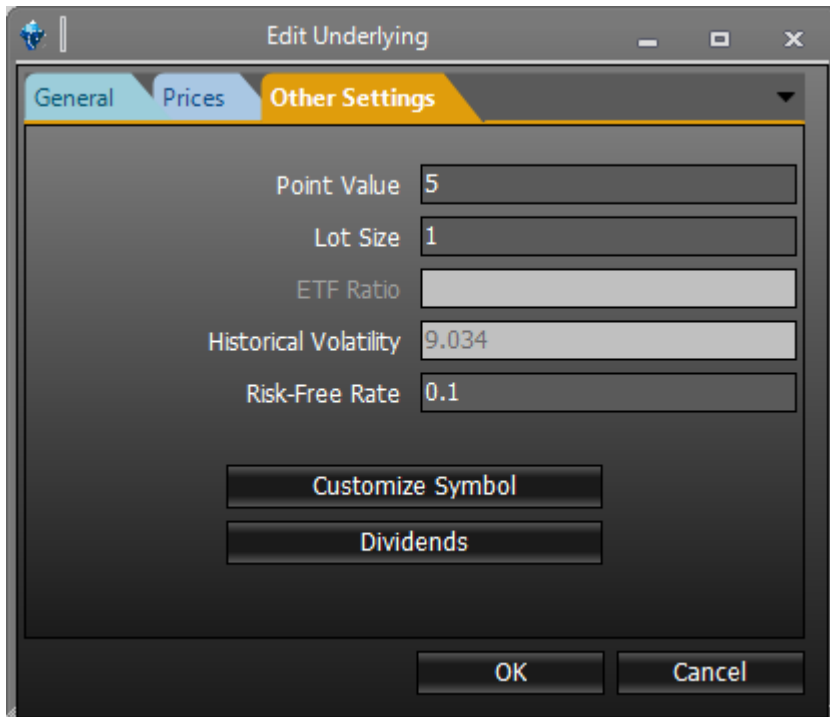 Edit Underlying
General Prices Other Settings
Point Value 5
Lot Size 1
ETF Ratio
Historical Volatility 9.034
Risk-Free Rate 0.1
Customize Symbol
Dividends
OK Cancel